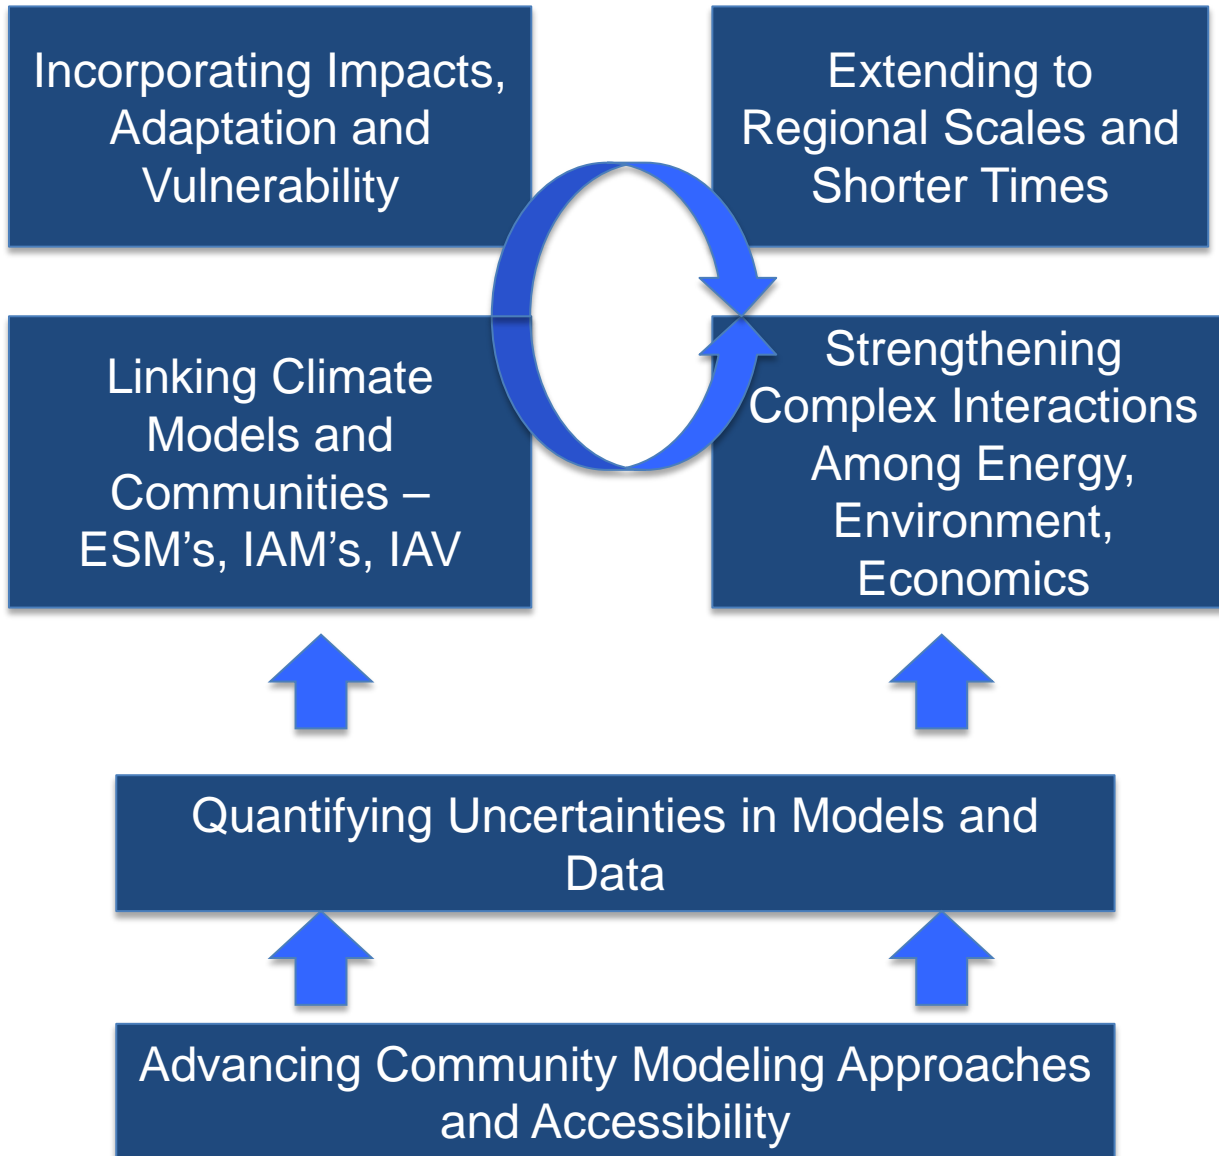 Incorporating Impacts,
Adaptation and
Vulnerability
Extending to
Regional Scales and
Shorter Times
Linking Climate
Models and
Communities –
ESM’s, IAM’s, IAV
Strengthening
Complex Interactions
Among Energy,
Environment,
Economics
Quantifying Uncertainties in Models and
Data
Advancing Community Modeling Approaches
and Accessibility